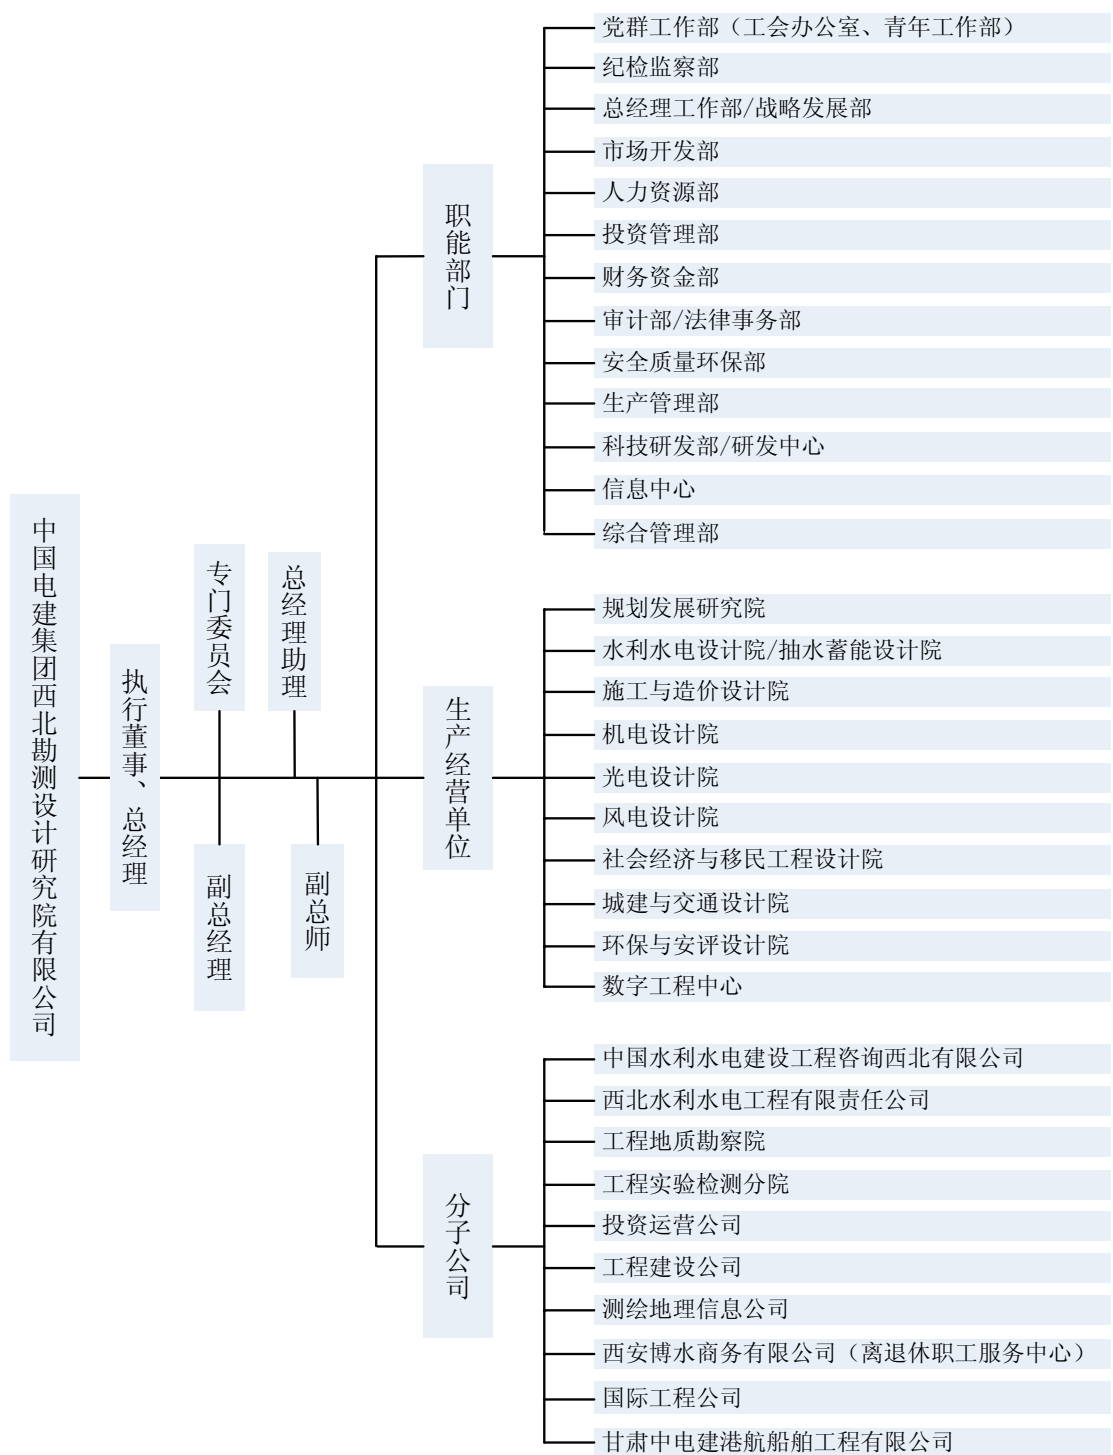 中国电建集团西北勘测设计研究院有限公司
执行董事、总经理
专门委员会
总经理助理
副总经理
副总师
职能部门
党群工作部（工会办公室、青年工作部）
纪检监察部
总经理工作部/战略发展部
市场开发部
人力资源部
投资管理部
财务资金部
审计部/法律事务部
安全质量环保部
生产管理部
科技研发部/研发中心
信息中心
综合管理部
生产经营单位
规划发展研究院
水利水电设计院/抽水蓄能设计院
施工与造价设计院
机电设计院
光电设计院
风电设计院
社会经济与移民工程设计院
城建与交通设计院
环保与安评设计院
数字工程中心
分子公司
中国水利水电建设工程咨询西北有限公司
西北水利水电工程有限责任公司
工程地质勘察院
工程实验检测分院
投资运营公司
工程建设公司
测绘地理信息公司
西安博水商务有限公司（离退休职工服务中心）
国际工程公司
甘肃中电建港航船舶工程有限公司